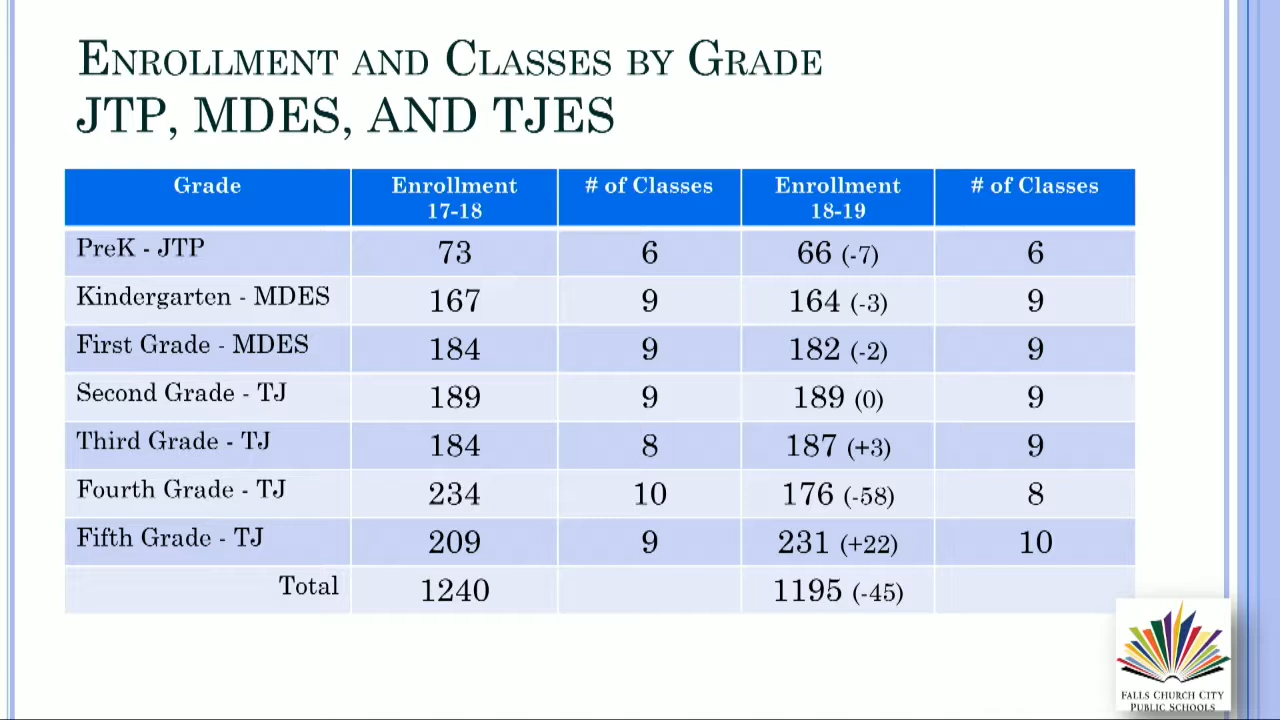 Enrollment and Classes by Grade
JTP, MDES, and TJES
Grade Enrollment 17-18 # of Classes Enrollment 18-19 # of Classes
PreK - JTP 73 6 66 (-7) 6
Kindergarten - MDES 167 9 164 (-3) 9
First Grade - MDES 184 9 182 (-2) 9
Second Grade - TJ 189 9 189 (0) 9
Third Grade - TJ 184 8 187 (+3) 9
Fourth Grade - TJ 234 10 176 (-58) 8
Fifth Grade - TJ 209 9 231 (+22) 10
Total 1240 1195 (-45)
FALLS CHURCH CITY
PUBLIC SCHOOLS